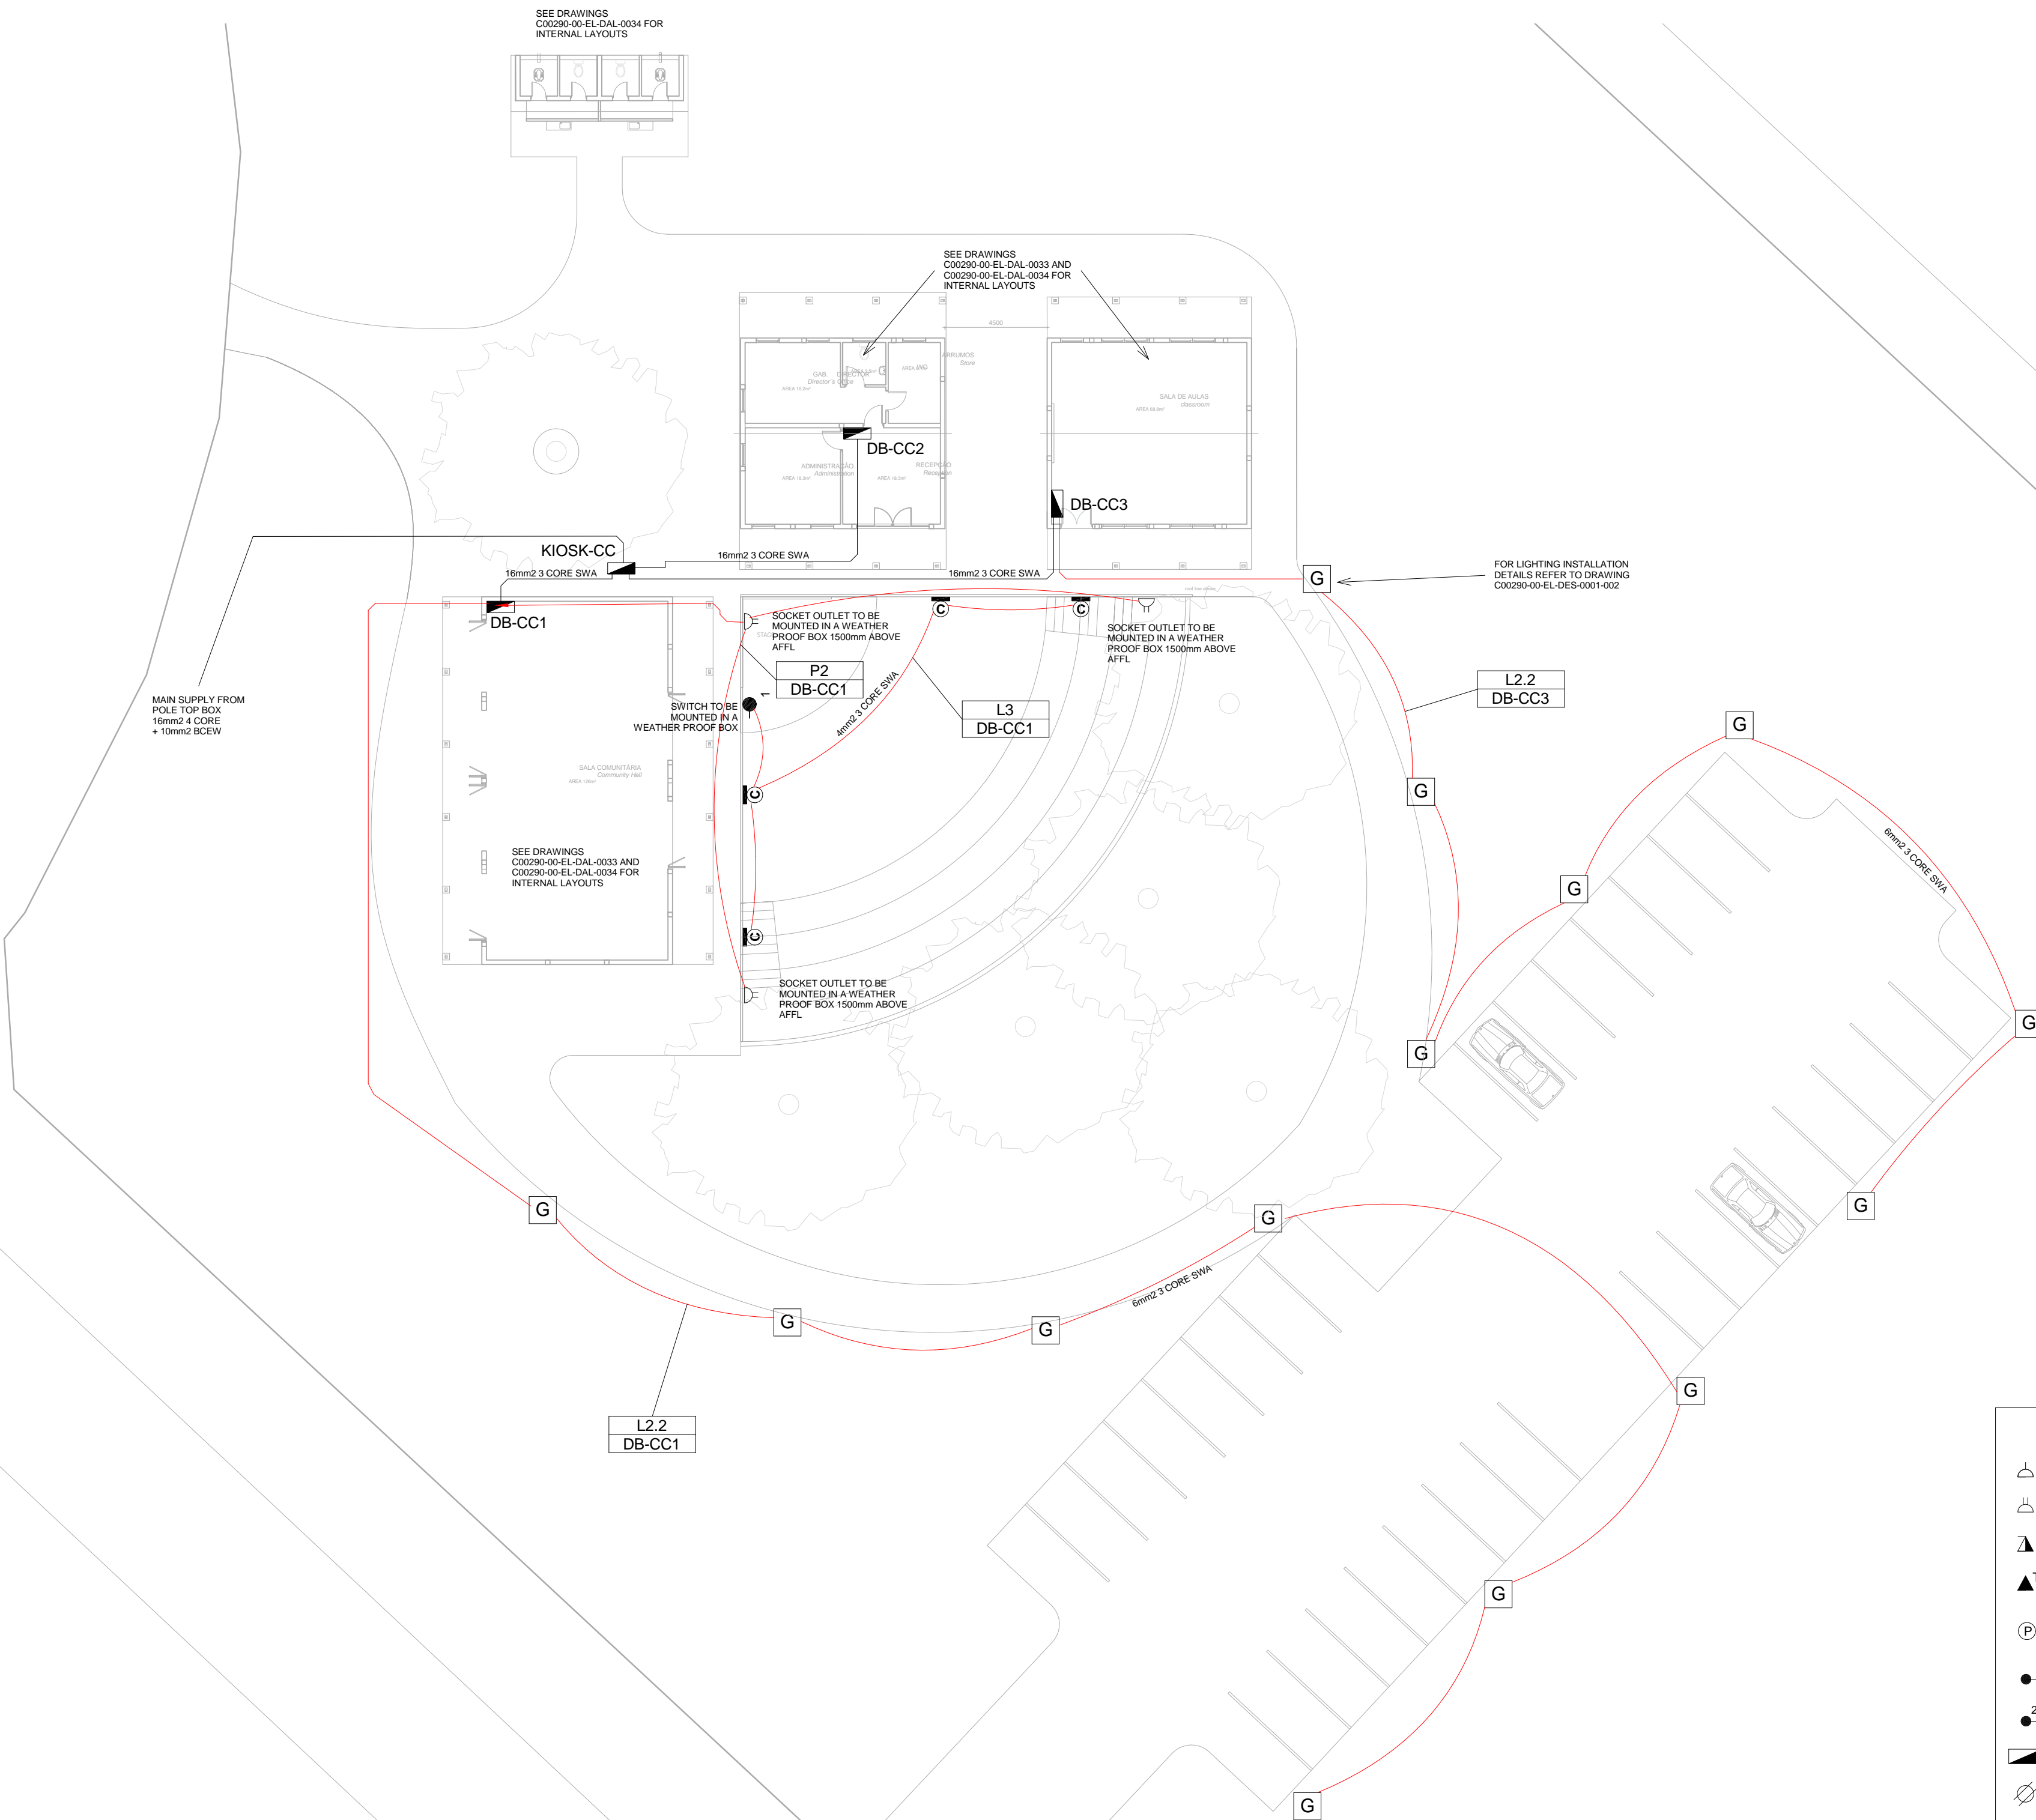 SEE DRAWINGS
C00290-00-EL-DAL-0034 FOR
INTERNAL LAYOUTS
SEE DRAWINGS
C00290-00-EL-DAL-0033 AND
C00290-00-EL-DAL-0034 FOR
INTERNAL LAYOUTS
4500
ARRUMOS
Store
GAB. DIRECTOR
Director´s
AREA 16,0m²
WC
SALA DE AULAS
classroom
DB-CC2
ADMINISTRAÇÃO
Administration
RECEPÇÃO
Reception
DB-CC3
KIOSK-CC
16mm2 3 CORE SWA
16mm2 3 CORE SWA
16mm2 3 CORE SWA
FOR LIGHTING INSTALLATION
DETAILS REFER TO DRAWING
C00290-00-EL-DES-0001-002
G
DB-CC1
C
C
SOCKET OUTLET TO BE
MOUNTED IN A WEATHER
PROOF BOX 1500mm ABOVE
AFFL
SOCKET OUTLET TO BE
MOUNTED IN A WEATHER
PROOF BOX 1500mm ABOVE
AFFL
P2
DB-CC1
L2.2
DB-CC3
MAIN SUPPLY FROM
POLE TOP BOX
16mm2 4 CORE
+ 10mm2 BCEW
1
SWITCH TO BE
MOUNTED IN A
WEATHER PROOF BOX
4mm2 3 CORE SWA
L3
DB-CC1
G
SALA COMUNITÁRIA
Community Hall
C
G
6mm2 3 CORE SWA
SEE DRAWINGS
C00290-00-EL-DAL-0033 AND
C00290-00-EL-DAL-0034 FOR
INTERNAL LAYOUTS
G
C
SOCKET OUTLET TO BE
MOUNTED IN A WEATHER
PROOF BOX 1500mm ABOVE
AFFL
G
G
G
G
G
6mm2 3 CORE SWA
G
G
G
L2.2
DB-CC1
G
P
2
G